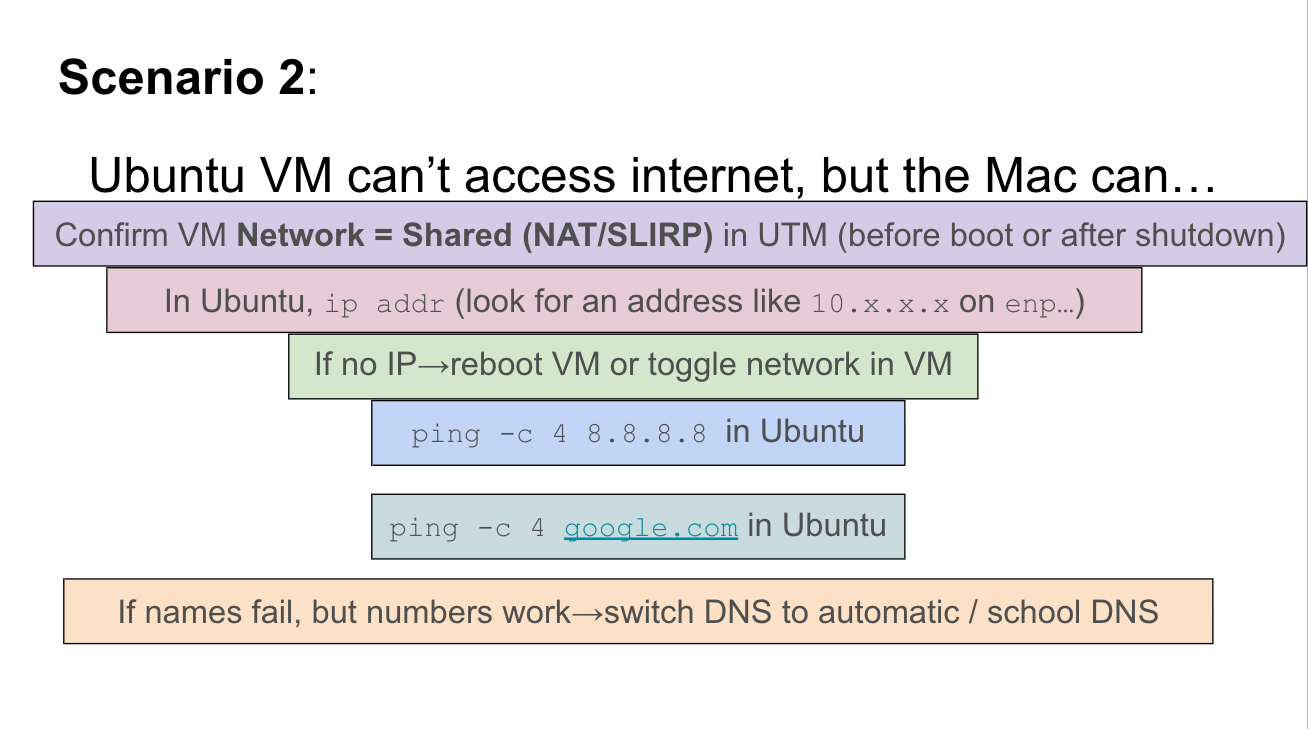 Scenario 2:
Ubuntu VM can’t access internet, but the Mac can…
Confirm VM Network = Shared (NAT/SLIRP) in UTM (before boot or after shutdown)
In Ubuntu, ip addr (look for an address like 10.x.x.x on enp…)
If no IP→reboot VM or toggle network in VM
ping -c 4 8.8.8.8 in Ubuntu
ping -c 4 google.com in Ubuntu
If names fail, but numbers work→switch DNS to automatic / school DNS